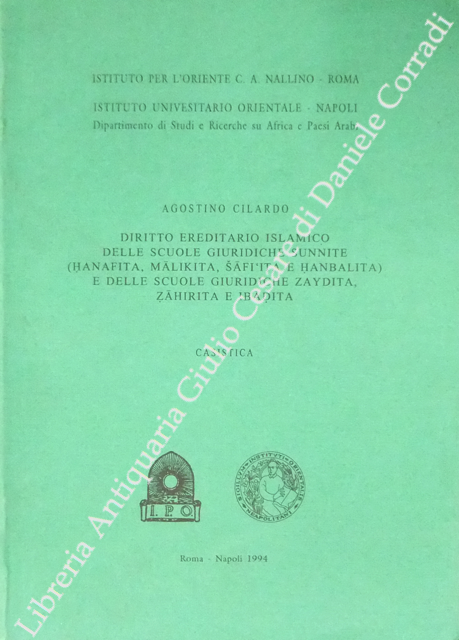 ISTITUTO PER L'ORIENTE C. A. NALLINO - ROMA
ISTITUTO UNIVESITARIO ORIENTALE - NAPOLI
Dipartimento di Studi e Ricerche su Africa e Paesi Arabi
AGOSTINO CILARDO
DIRITTO EREDITARIO ISLAMICO
DELLE SCUOLE GIURIDICHE SUNNITE
(ḤANAFITA, MĀLIKITA, ŠĀFI'ITA E ḤANBALITA)
E DELLE SCUOLE GIURIDICHE ZAYDITA,
ẒĀHIRITA E IBĀḌITA
CASISTICA
I.P.O
Roma - Napoli 1994
Libreria Antiquaria Giulio Cesare di Daniele Corradi